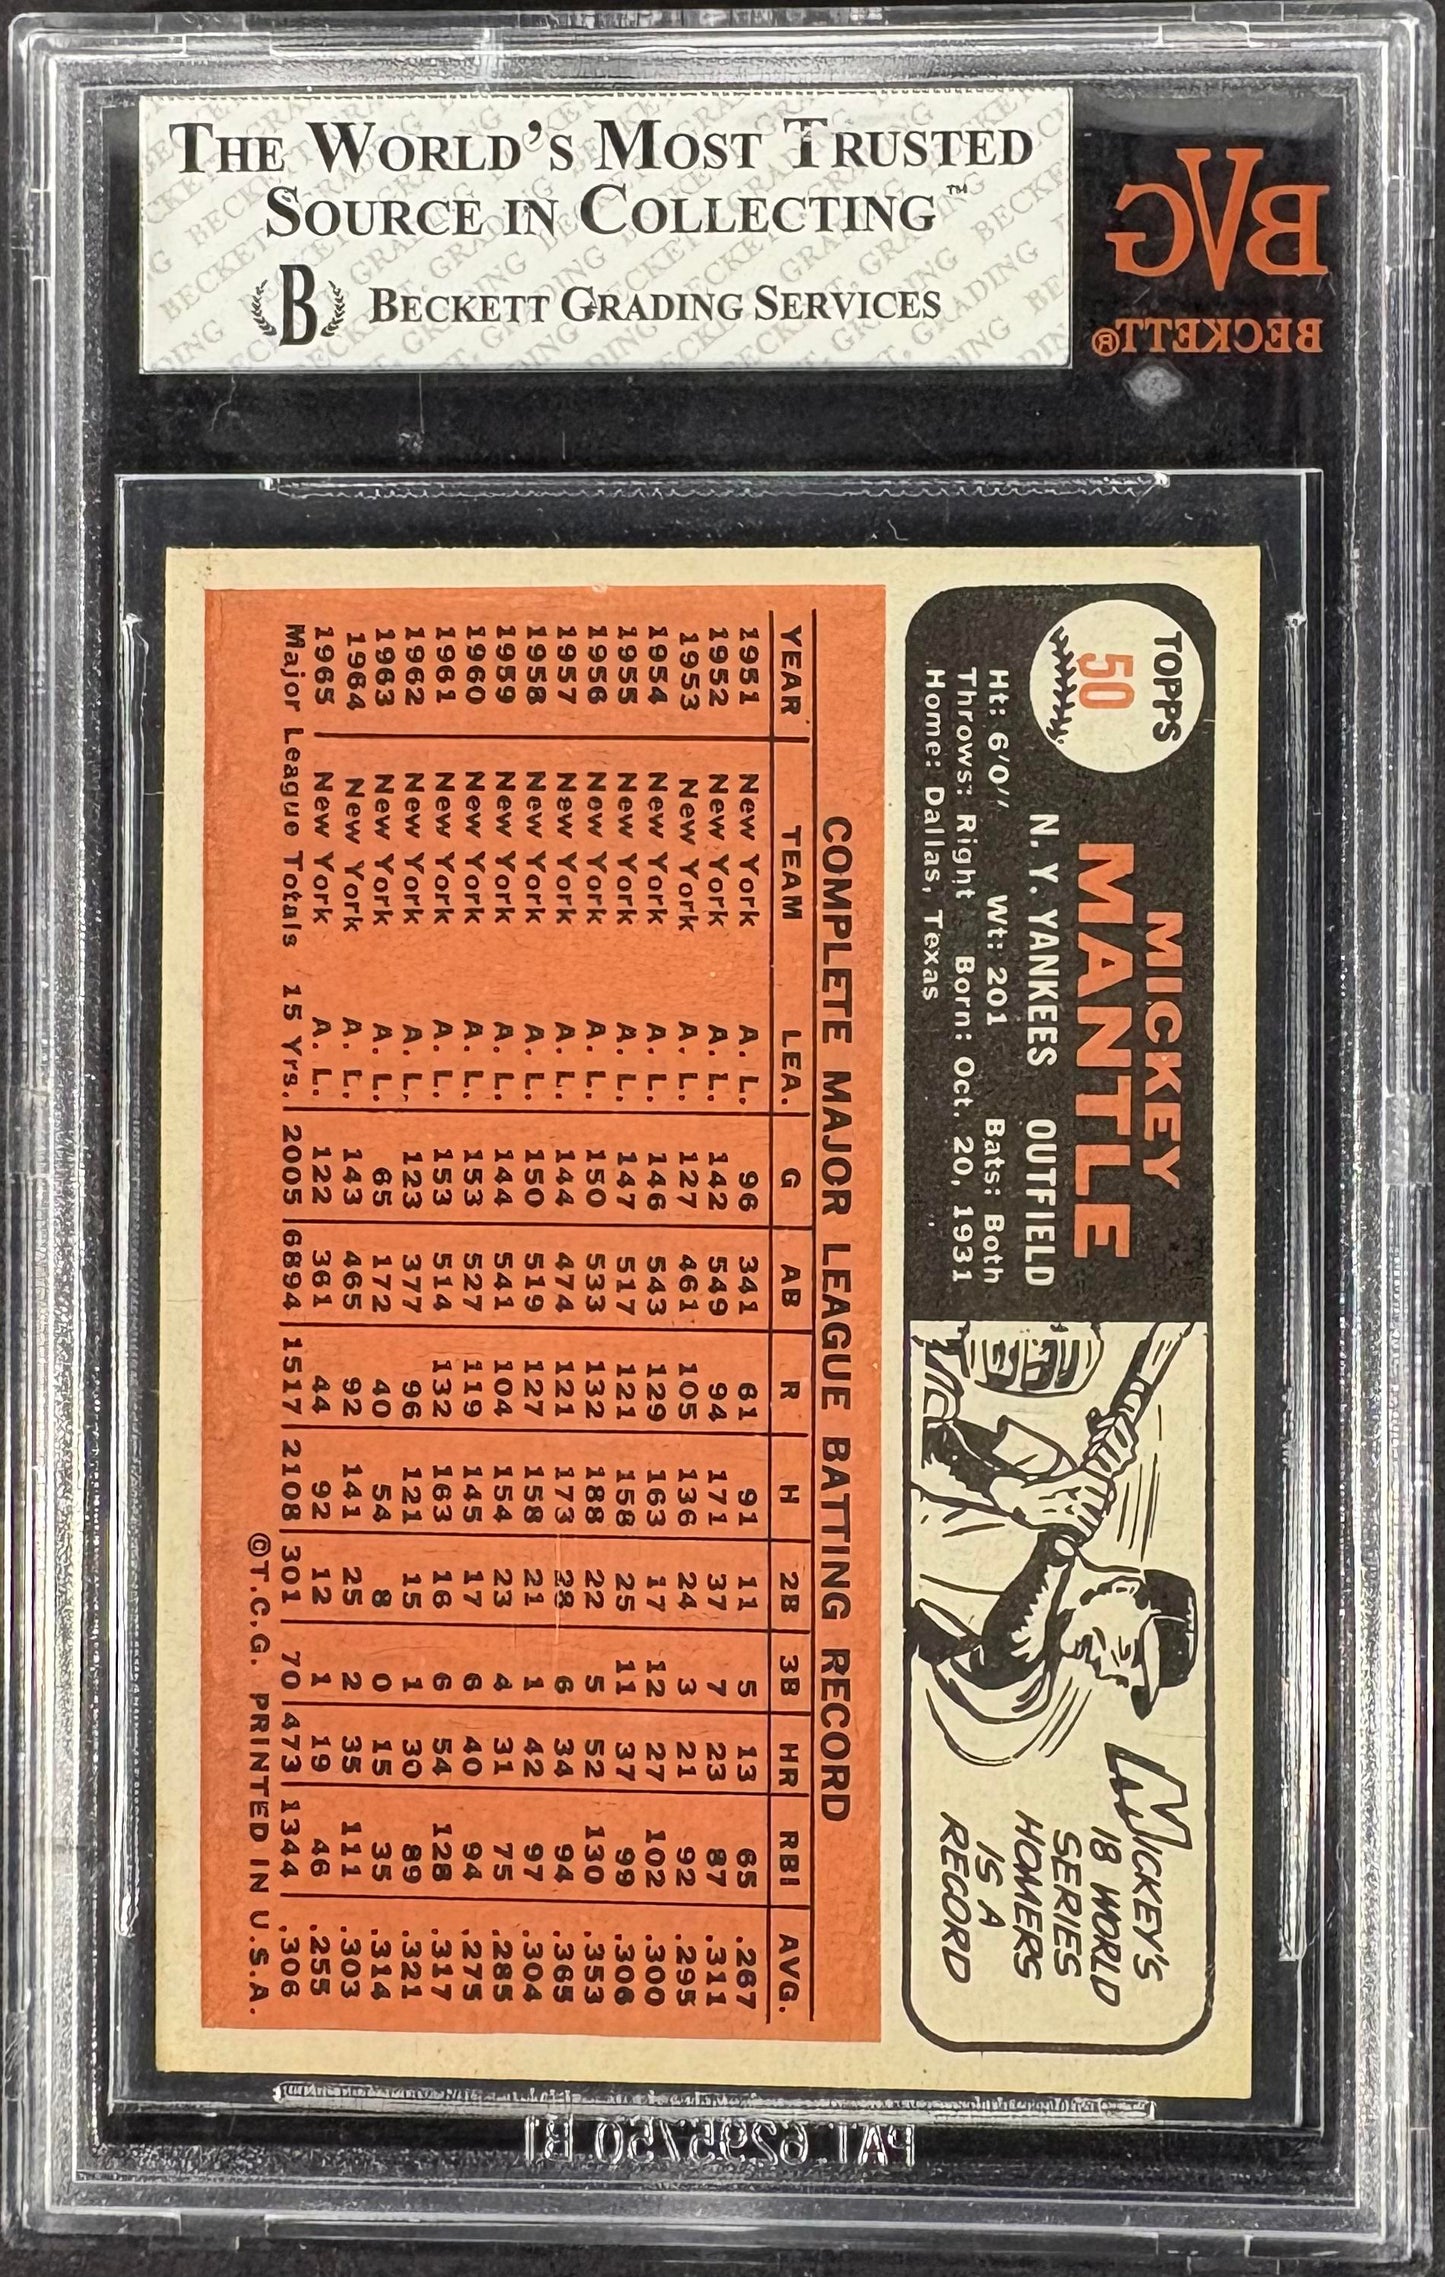 THE WORLD'S MOST TRUSTED
SOURCE IN COLLECTING™
B BECKETT GRADING SERVICES
BVG
BECKETT®
TOPPS
50
MICKEY
MANTLE
N. Y. YANKEES OUTFIELD
Ht: 6'0" Wt: 201 Bats: Both
Throws: Right Born: Oct. 20, 1931
Home: Dallas, Texas
MICKEY'S
18 WORLD
SERIES
HOMERS
IS A
RECORD
COMPLETE MAJOR LEAGUE BATTING RECORD
YEAR TEAM LEA. G AB R H 2B 3B HR RBI AVG.
1951 New York A. L. 96 341 61 91 11 5 13 65 .267
1952 New York A. L. 142 549 94 171 37 7 23 87 .311
1953 New York A. L. 127 461 105 136 24 3 21 92 .295
1954 New York A. L. 146 543 129 163 17 12 27 102 .300
1955 New York A. L. 147 517 121 158 25 11 37 99 .306
1956 New York A. L. 150 533 132 188 22 5 52 130 .353
1957 New York A. L. 144 474 121 173 28 6 34 94 .365
1958 New York A. L. 150 519 127 158 21 1 42 97 .304
1959 New York A. L. 144 541 104 154 23 4 31 75 .285
1960 New York A. L. 153 527 119 145 17 6 40 94 .275
1961 New York A. L. 153 514 132 163 16 6 54 128 .317
1962 New York A. L. 123 377 96 121 15 1 30 89 .321
1963 New York A. L. 65 172 40 54 8 0 15 35 .314
1964 New York A. L. 143 465 92 141 25 2 35 111 .303
1965 New York A. L. 122 361 44 92 12 1 19 46 .255
Major League Totals 15 Yrs. 2005 6894 1517 2108 301 70 473 1344 .306
©T.C.G. PRINTED IN U.S.A.